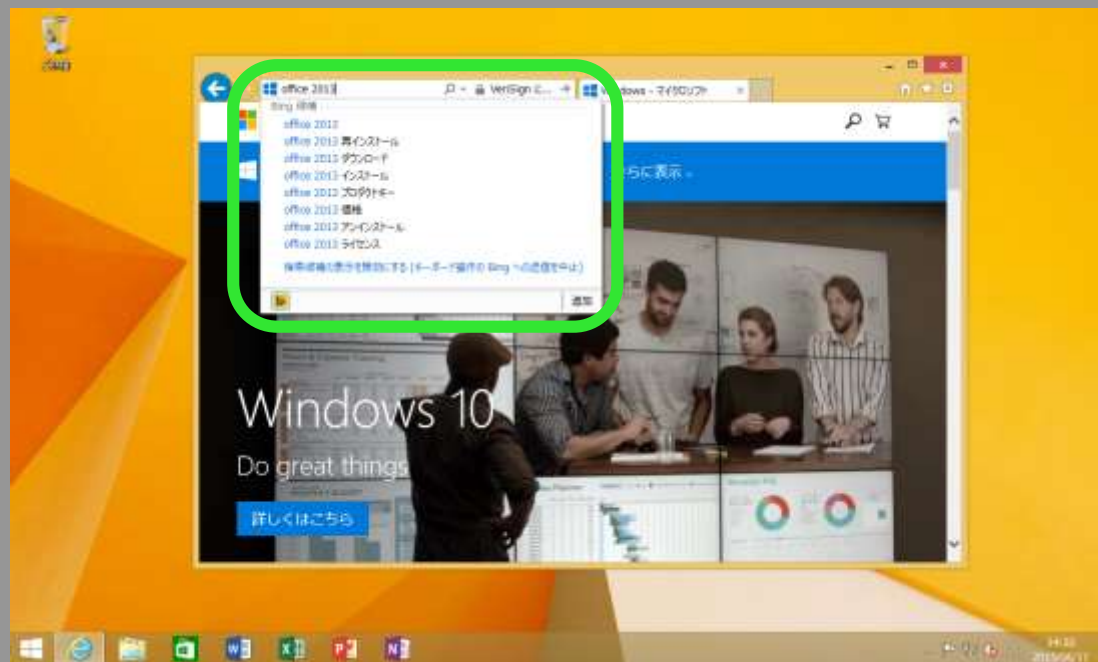 office 2013
VeriSign に...
Windows - マイクロソフト
Bing 候補
office 2013
office 2013 再インストール
office 2013 ダウンロード
office 2013 インストール
office 2013 プロダクトキー
office 2013 価格
office 2013 アンインストール
office 2013 ライセンス
検索候補の表示を無効にする (キーボード操作の Bing への送信を中止)
追加
さらに表示
Windows 10
Do great things
詳しくはこちら